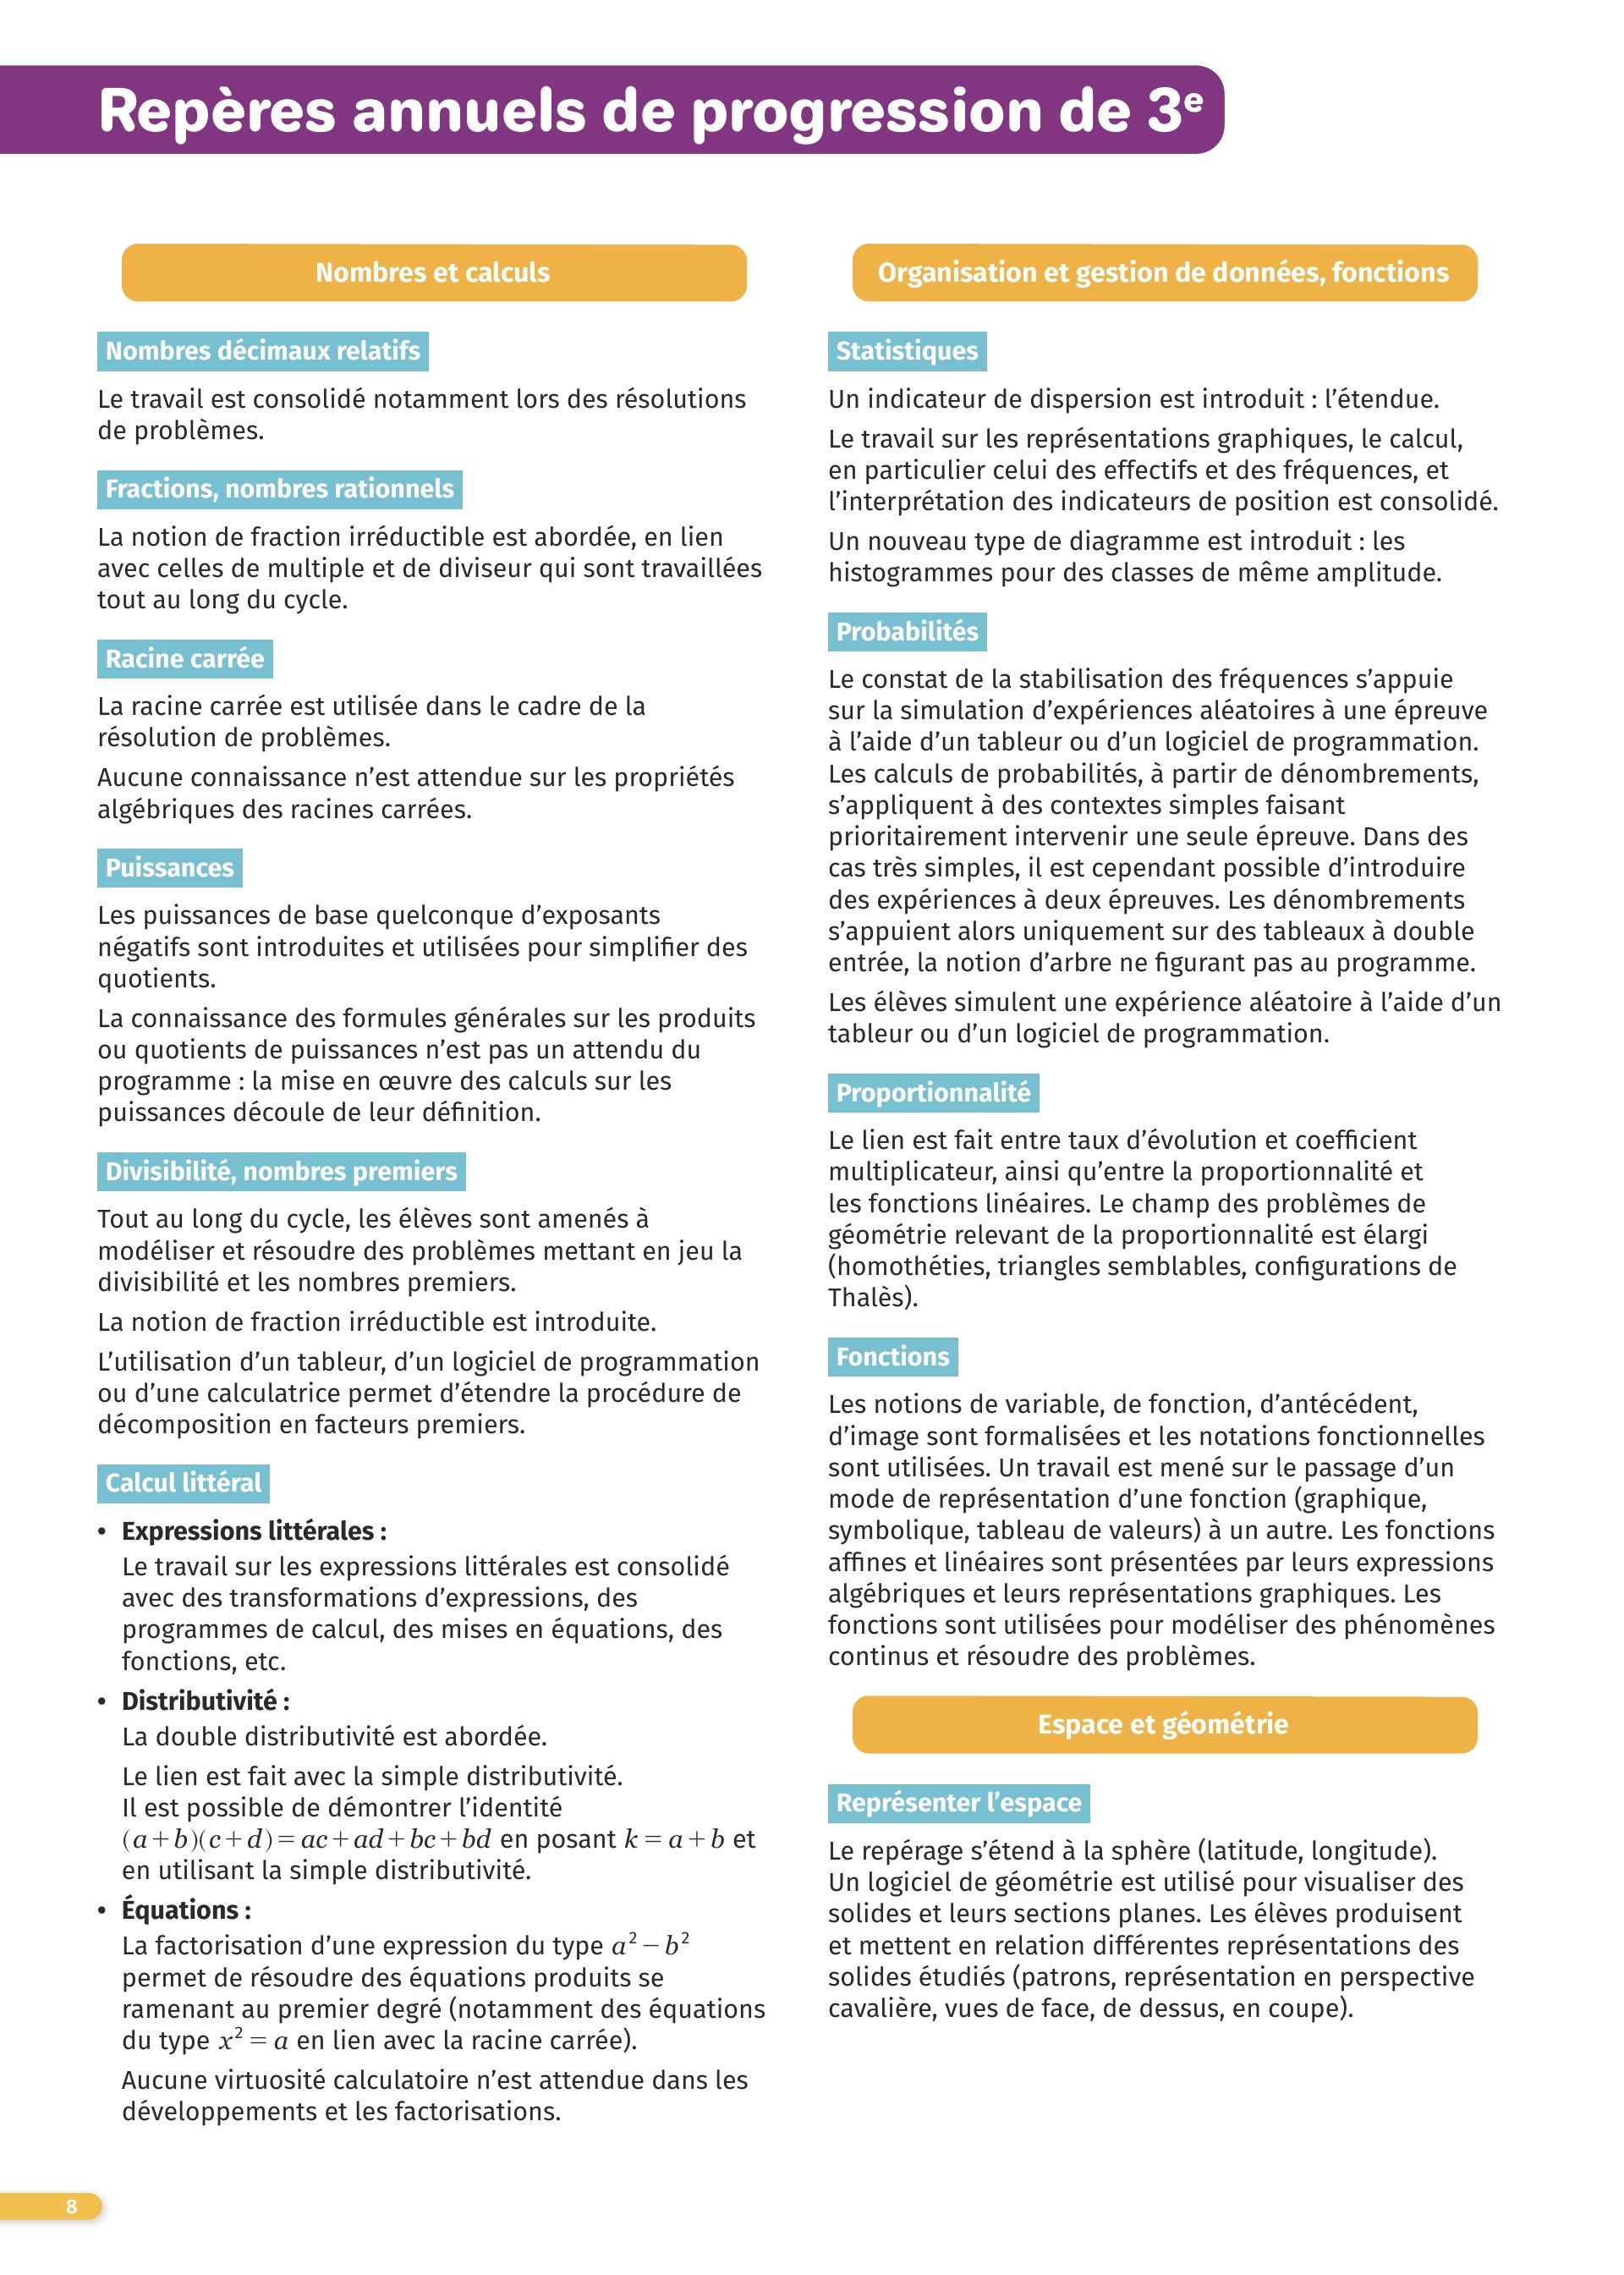 Repères annuels de progression de 3e
Nombres et calculs
Nombres décimaux relatifs
Le travail est consolidé notamment lors des résolutions
de problèmes.
Fractions, nombres rationnels
La notion de fraction irréductible est abordée, en lien
avec celles de multiple et de diviseur qui sont travaillées
tout au long du cycle.
Racine carrée
La racine carrée est utilisée dans le cadre de la
résolution de problèmes.
Aucune connaissance n’est attendue sur les propriétés
algébriques des racines carrées.
Puissances
Les puissances de base quelconque d’exposants
négatifs sont introduites et utilisées pour simplifier des
quotients.
La connaissance des formules générales sur les produits
ou quotients de puissances n’est pas un attendu du
programme : la mise en œuvre des calculs sur les
puissances découle de leur définition.
Divisibilité, nombres premiers
Tout au long du cycle, les élèves sont amenés à
modéliser et résoudre des problèmes mettant en jeu la
divisibilité et les nombres premiers.
La notion de fraction irréductible est introduite.
L’utilisation d’un tableur, d’un logiciel de programmation
ou d’une calculatrice permet d’étendre la procédure de
décomposition en facteurs premiers.
Calcul littéral
• Expressions littérales :
Le travail sur les expressions littérales est consolidé
avec des transformations d’expressions, des
programmes de calcul, des mises en équations, des
fonctions, etc.
• Distributivité :
La double distributivité est abordée.
Le lien est fait avec la simple distributivité.
Il est possible de démontrer l’identité
(a+b)(c+d)=ac+ad+bc+bd en posant k = a+b et
en utilisant la simple distributivité.
• Équations :
La factorisation d’une expression du type a² − b²
permet de résoudre des équations produits se
ramenant au premier degré (notamment des équations
du type x² = a en lien avec la racine carrée).
Aucune virtuosité calculatoire n’est attendue dans les
développements et les factorisations.
Organisation et gestion de données, fonctions
Statistiques
Un indicateur de dispersion est introduit : l’étendue.
Le travail sur les représentations graphiques, le calcul,
en particulier celui des effectifs et des fréquences, et
l’interprétation des indicateurs de position est consolidé.
Un nouveau type de diagramme est introduit : les
histogrammes pour des classes de même amplitude.
Probabilités
Le constat de la stabilisation des fréquences s’appuie
sur la simulation d’expériences aléatoires à une épreuve
à l’aide d’un tableur ou d’un logiciel de programmation.
Les calculs de probabilités, à partir de dénombrements,
s’appliquent à des contextes simples faisant
prioritairement intervenir une seule épreuve. Dans des
cas très simples, il est cependant possible d’introduire
des expériences à deux épreuves. Les dénombrements
s’appuient alors uniquement sur des tableaux à double
entrée, la notion d’arbre ne figurant pas au programme.
Les élèves simulent une expérience aléatoire à l’aide d’un
tableur ou d’un logiciel de programmation.
Proportionnalité
Le lien est fait entre taux d’évolution et coefficient
multiplicateur, ainsi qu’entre la proportionnalité et
les fonctions linéaires. Le champ des problèmes de
géométrie relevant de la proportionnalité est élargi
(homothéties, triangles semblables, configurations de
Thalès).
Fonctions
Les notions de variable, de fonction, d’antécédent,
d’image sont formalisées et les notations fonctionnelles
sont utilisées. Un travail est mené sur le passage d’un
mode de représentation d’une fonction (graphique,
symbolique, tableau de valeurs) à un autre. Les fonctions
affines et linéaires sont présentées par leurs expressions
algébriques et leurs représentations graphiques. Les
fonctions sont utilisées pour modéliser des phénomènes
continus et résoudre des problèmes.
Espace et géométrie
Représenter l’espace
Le repérage s’étend à la sphère (latitude, longitude).
Un logiciel de géométrie est utilisé pour visualiser des
solides et leurs sections planes. Les élèves produisent
et mettent en relation différentes représentations des
solides étudiés (patrons, représentation en perspective
cavalière, vues de face, de dessus, en coupe).
8